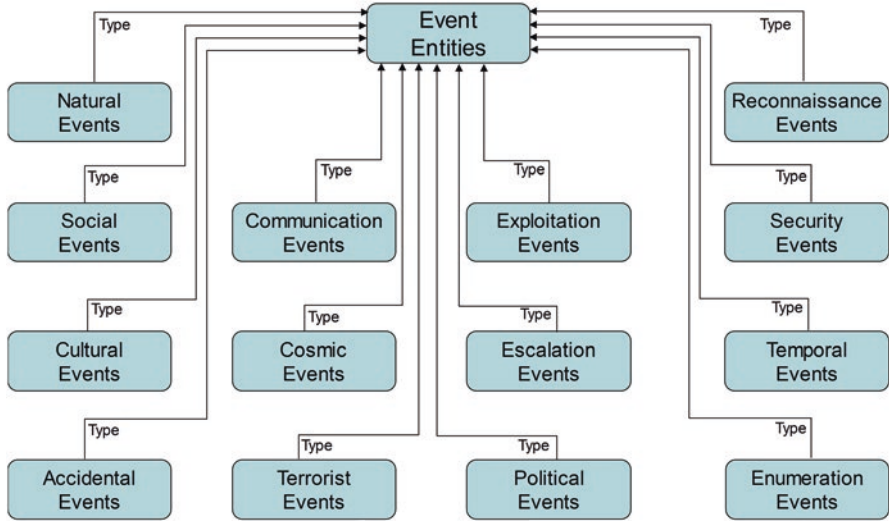 Event
Entities
Type
Type
Natural
Events
Reconnaissance
Events
Type
Type
Type
Type
Social
Events
Communication
Events
Exploitation
Events
Security
Events
Type
Type
Type
Type
Cultural
Events
Cosmic
Events
Escalation
Events
Temporal
Events
Type
Type
Type
Type
Accidental
Events
Terrorist
Events
Political
Events
Enumeration
Events